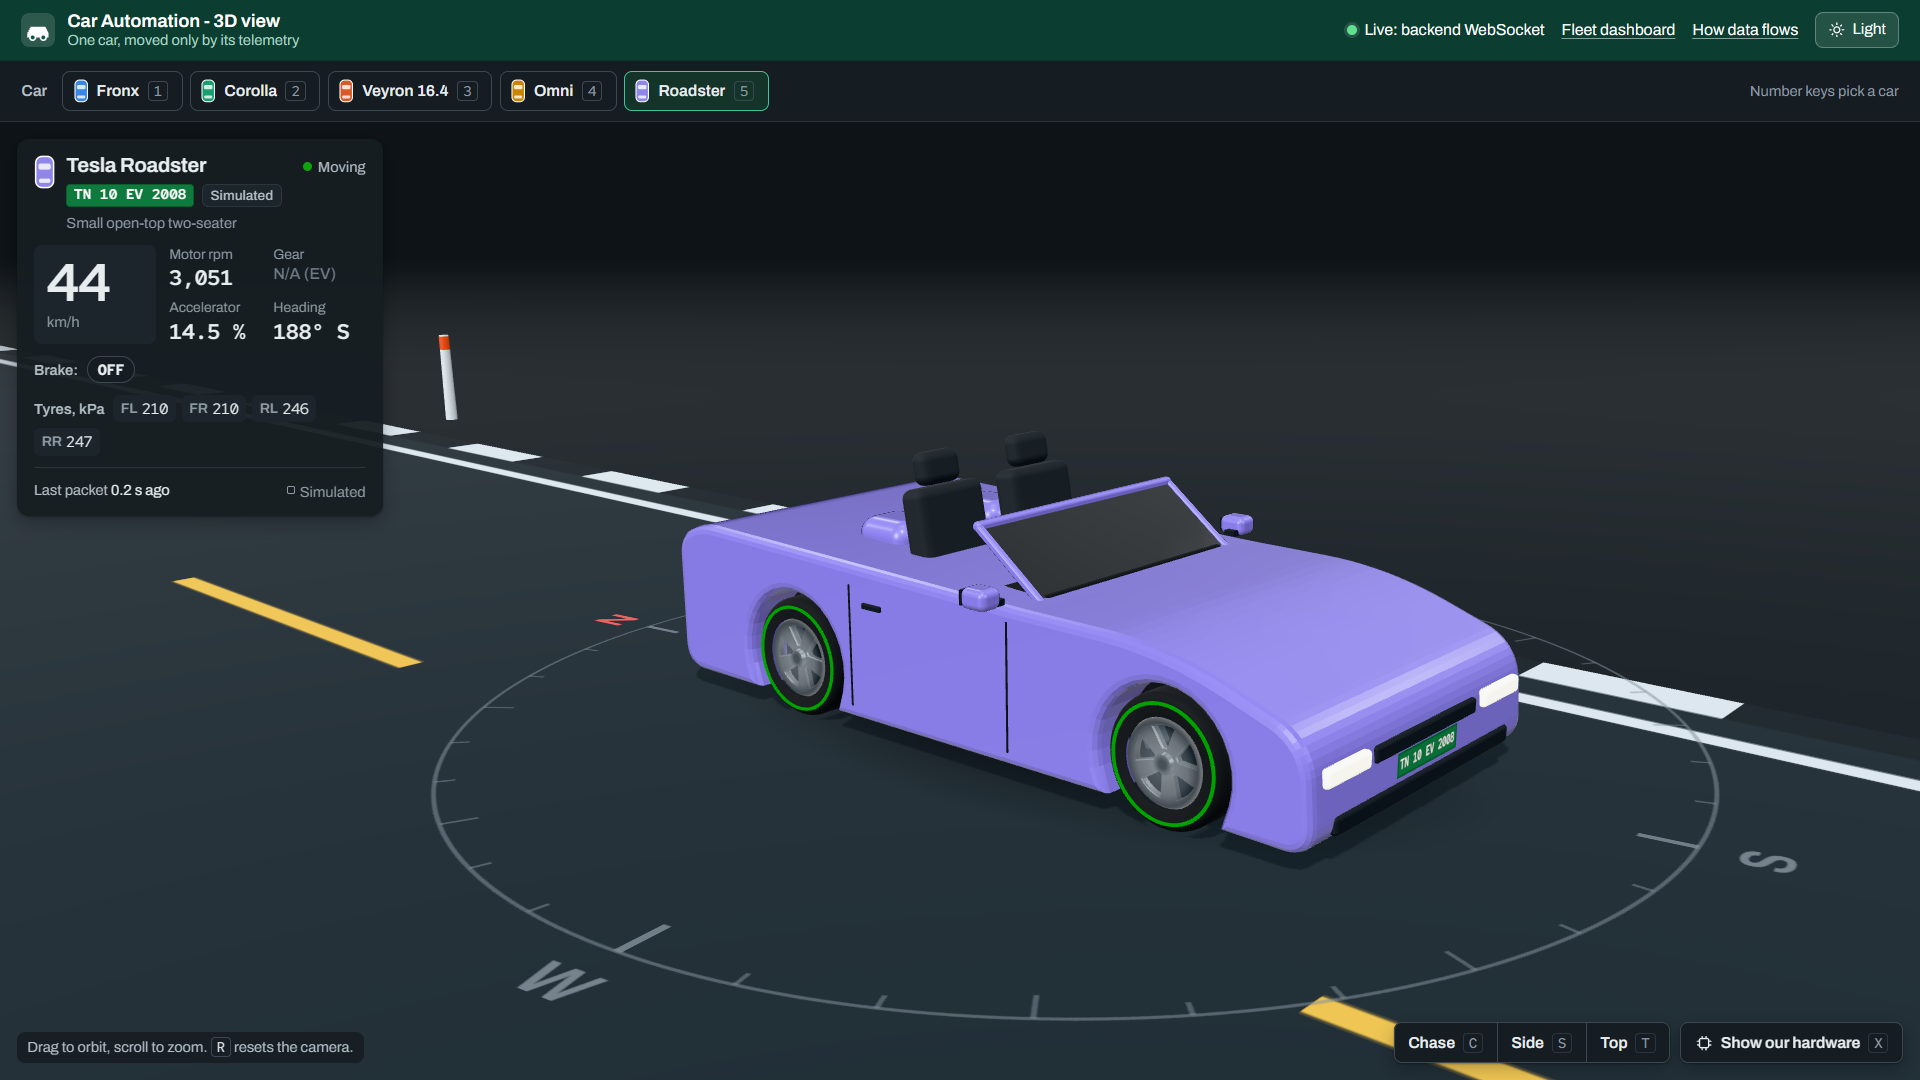 Car Automation - 3D view
One car, moved only by its telemetry
Live: backend WebSocket
Fleet dashboard
How data flows
Light
Car
Fronx 1
Corolla 2
Veyron 16.4 3
Omni 4
Roadster 5
Number keys pick a car
Tesla Roadster
Moving
TN 10 EV 2008
Simulated
Small open-top two-seater
44
km/h
Motor rpm
3,051
Gear
N/A (EV)
Accelerator
14.5 %
Heading
188° S
Brake: OFF
Tyres, kPa FL 210 FR 210 RL 246
RR 247
Last packet 0.2 s ago
Simulated
N
TN 10 EV 2008
S
W
Drag to orbit, scroll to zoom. R resets the camera.
Chase C
Side S
Top T
Show our hardware X